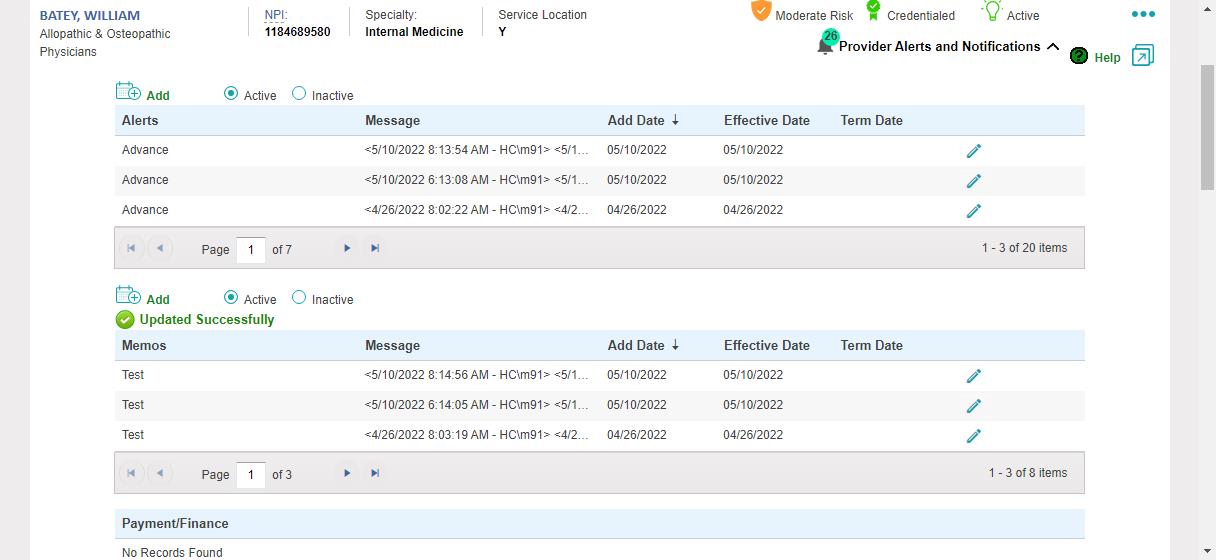 BATEY, WILLIAM
Allopathic & Osteopathic
Physicians
NPI:
1184689580
Specialty:
Internal Medicine
Service Location
Y
Moderate Risk
Credentialed
Active
26
Provider Alerts and Notifications
? Help
Add Active Inactive
Alerts Message Add Date ↓ Effective Date Term Date
Advance <5/10/2022 8:13:54 AM - HC\m91> <5/1... 05/10/2022 05/10/2022
Advance <5/10/2022 6:13:08 AM - HC\m91> <5/1... 05/10/2022 05/10/2022
Advance <4/26/2022 8:02:22 AM - HC\m91> <4/2... 04/26/2022 04/26/2022
Page 1 of 7 1 - 3 of 20 items
Add Active Inactive
Updated Successfully
Memos Message Add Date ↓ Effective Date Term Date
Test <5/10/2022 8:14:56 AM - HC\m91> <5/1... 05/10/2022 05/10/2022
Test <5/10/2022 6:14:05 AM - HC\m91> <5/1... 05/10/2022 05/10/2022
Test <4/26/2022 8:03:19 AM - HC\m91> <4/2... 04/26/2022 04/26/2022
Page 1 of 3 1 - 3 of 8 items
Payment/Finance
No Records Found